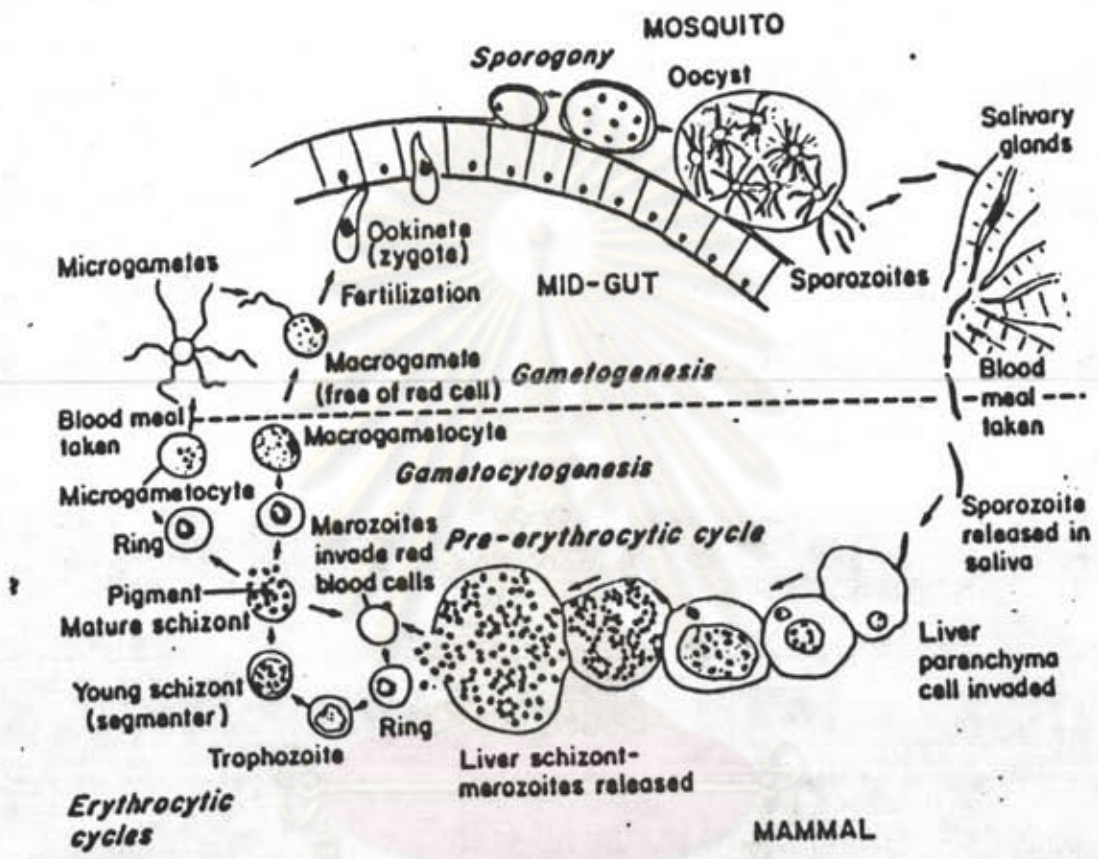 MOSQUITO
Sporogony
Oocyst
Salivary
glands
Ookinete
(zygote)
Microgametes
Fertilization
MID-GUT
Sporozoites
Macrogamete
(free of red cell)
Gametogenesis
Blood meal
taken
Blood
meal
taken
Macrogametocyte
Gametocytogenesis
Microgametocyte
Ring
Merozoites
invade red
blood cells
Pre-erythrocytic cycle
Sporozoite
released in
saliva
Pigment
Mature schizont
Liver
parenchyma
cell invaded
Young schizont
(segmenter)
Ring
Trophozoite
Liver schizont-
merozoites released
Erythrocytic
cycles
MAMMAL